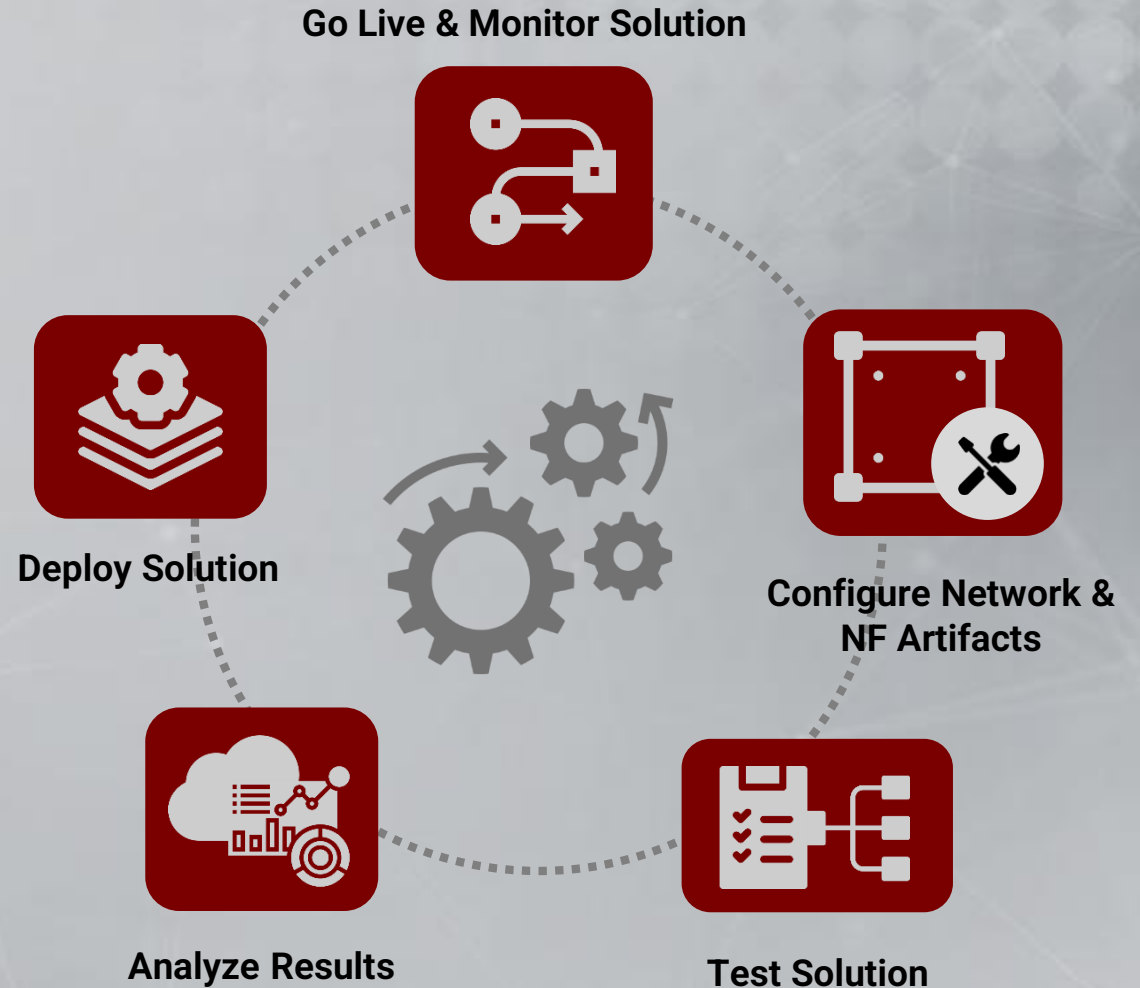 Go Live & Monitor Solution
Deploy Solution
Configure Network &
NF Artifacts
Analyze Results
Test Solution